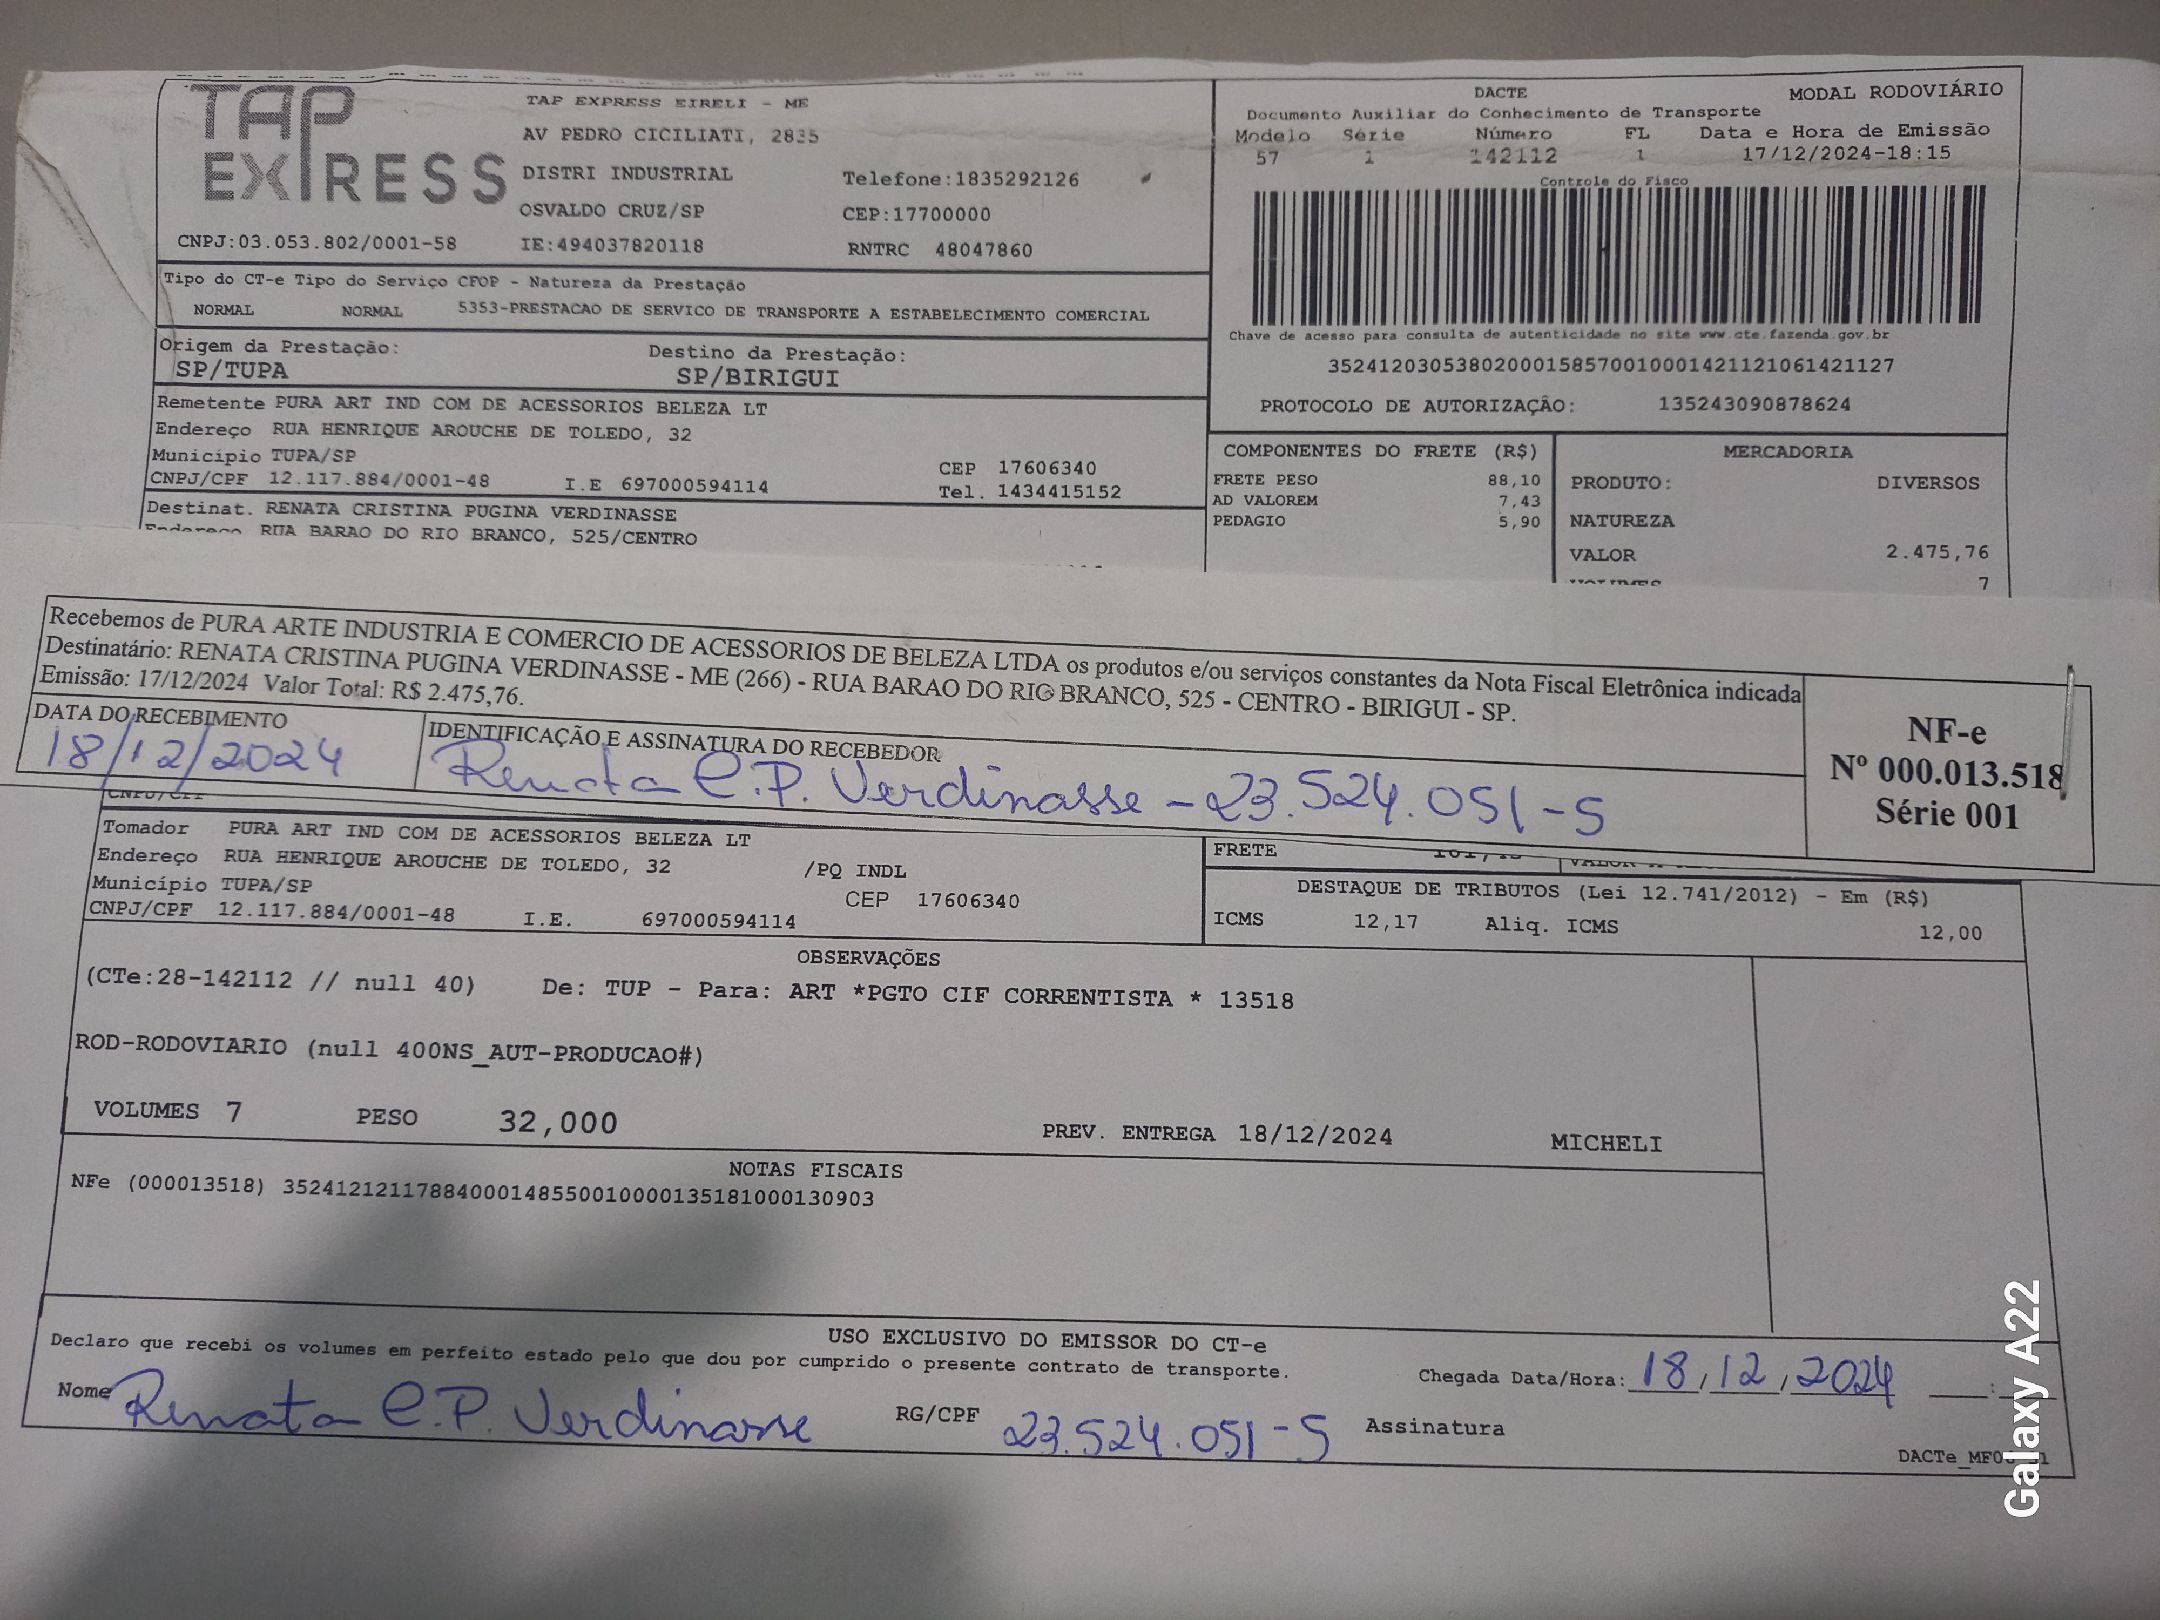 TAP EXPRESS
TAP EXPRESS EIRELI - ME
AV PEDRO CICILIATI, 2835
DISTRI INDUSTRIAL
Telefone:1835292126
OSVALDO CRUZ/SP
CEP:17700000
CNPJ:03.053.802/0001-58
IE:494037820118
RNTRC 48047860
DACTE
MODAL RODOVIÁRIO
Documento Auxiliar do Conhecimento de Transporte
Modelo Série Número FL Data e Hora de Emissão
57 1 142112 1 17/12/2024-18:15
Controle do Fisco
Chave de acesso para consulta de autenticidade no site www.cte.fazenda.gov.br
35241203053802000158570010001421121061421127
PROTOCOLO DE AUTORIZAÇÃO: 135243090878624
Tipo do CT-e Tipo do Serviço CFOP - Natureza da Prestação
NORMAL NORMAL 5353-PRESTACAO DE SERVICO DE TRANSPORTE A ESTABELECIMENTO COMERCIAL
Origem da Prestação: Destino da Prestação:
SP/TUPA SP/BIRIGUI
Remetente PURA ART IND COM DE ACESSORIOS BELEZA LT
Endereço RUA HENRIQUE AROUCHE DE TOLEDO, 32
Município TUPA/SP CEP 17606340
CNPJ/CPF 12.117.884/0001-48 I.E 697000594114 Tel. 1434415152
Destinat. RENATA CRISTINA PUGINA VERDINASSE
Endereço RUA BARAO DO RIO BRANCO, 525/CENTRO
COMPONENTES DO FRETE (R$)
FRETE PESO 88,10
AD VALOREM 7,43
PEDAGIO 5,90
MERCADORIA
PRODUTO: DIVERSOS
NATUREZA
VALOR 2.475,76
VOLUMES 7
Recebemos de PURA ARTE INDUSTRIA E COMERCIO DE ACESSORIOS DE BELEZA LTDA os produtos e/ou serviços constantes da Nota Fiscal Eletrônica indicada
Destinatário: RENATA CRISTINA PUGINA VERDINASSE - ME (266) - RUA BARAO DO RIO BRANCO, 525 - CENTRO - BIRIGUI - SP.
Emissão: 17/12/2024 Valor Total: R$ 2.475,76.
DATA DO RECEBIMENTO
18/12/2024
IDENTIFICAÇÃO E ASSINATURA DO RECEBEDOR
Renata C.P. Verdinasse - 23.524.051-5
NF-e
Nº 000.013.518
Série 001
CNPJ/CPF
Tomador PURA ART IND COM DE ACESSORIOS BELEZA LT
Endereço RUA HENRIQUE AROUCHE DE TOLEDO, 32 /PQ INDL
Município TUPA/SP CEP 17606340
CNPJ/CPF 12.117.884/0001-48 I.E. 697000594114
FRETE
DESTAQUE DE TRIBUTOS (Lei 12.741/2012) - Em (R$)
ICMS 12,17 Aliq. ICMS 12,00
OBSERVAÇÕES
(CTe:28-142112 // null 40) De: TUP - Para: ART *PGTO CIF CORRENTISTA * 13518
ROD-RODOVIARIO (null 400NS_AUT-PRODUCAO#)
VOLUMES 7 PESO 32,000 PREV. ENTREGA 18/12/2024 MICHELI
NOTAS FISCAIS
NFe (000013518) 35241212117884000148550010000135181000130903
USO EXCLUSIVO DO EMISSOR DO CT-e
Declaro que recebi os volumes em perfeito estado pelo que dou por cumprido o presente contrato de transporte.
Chegada Data/Hora: 18/12/2024 :
Nome Renata C.P. Verdinasse RG/CPF 23.524.051-5 Assinatura
Galaxy A22